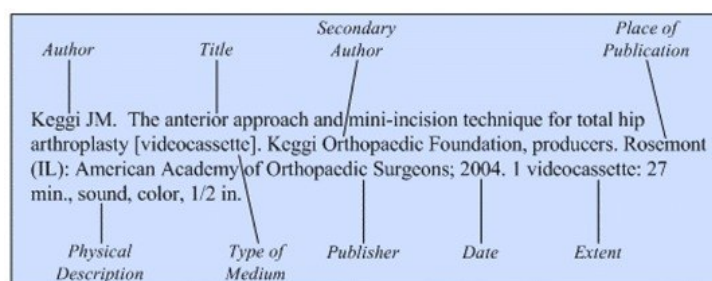 Secondary Place of
Author Title Author Publication
Keggi JM. The anterior approach and mini-incision technique for total hip
arthroplasty [videocassette]. Keggi Orthopaedic Foundation, producers. Rosemont
(IL): American Academy of Orthopaedic Surgeons; 2004. 1 videocassette: 27
min., sound, color, 1/2 in.
Physical Type of Publisher Date Extent
Description Medium